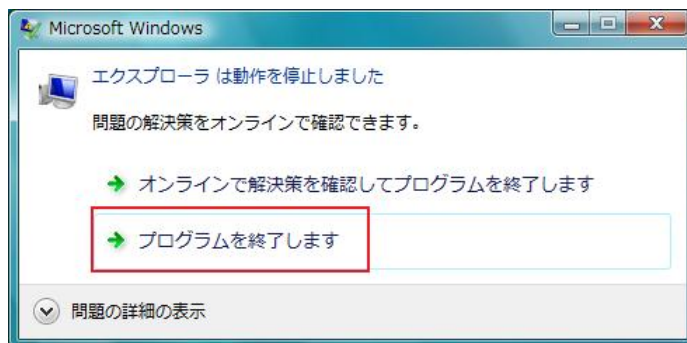 Microsoft Windows
エクスプローラ は動作を停止しました
問題の解決策をオンラインで確認できます。
オンラインで解決策を確認してプログラムを終了します
プログラムを終了します
問題の詳細の表示